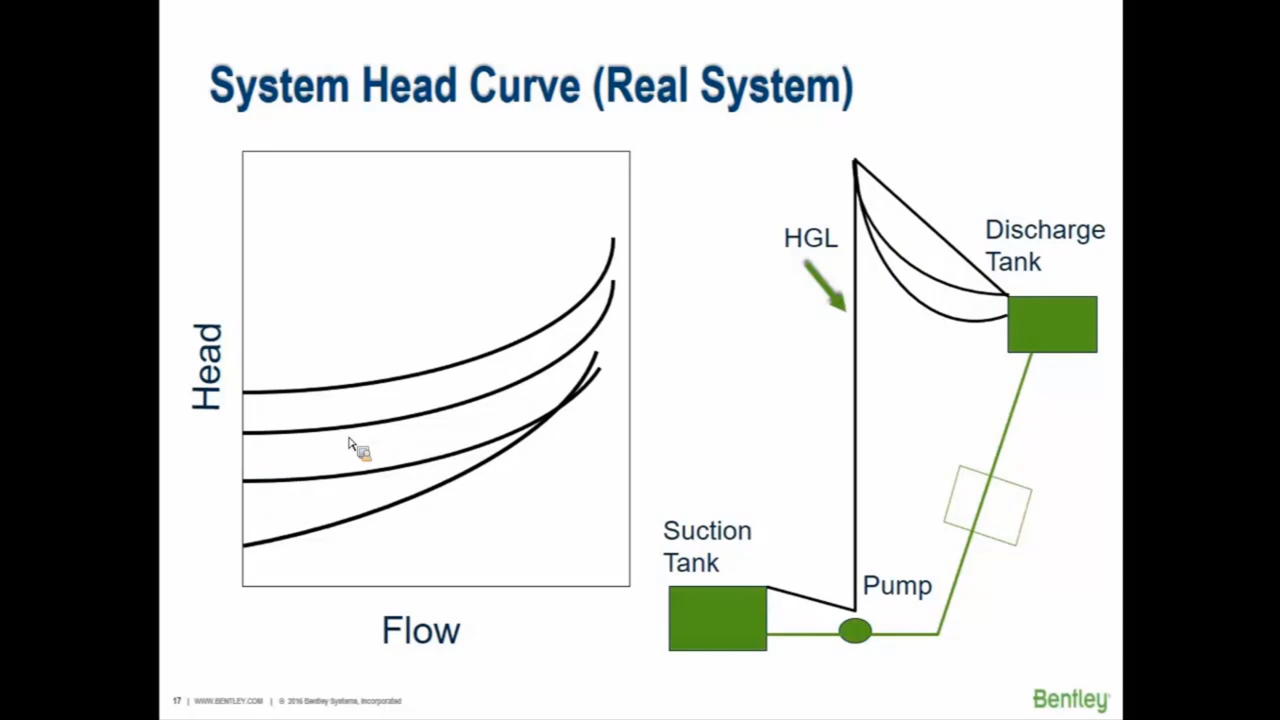 System Head Curve (Real System)
Head
Flow
HGL
Discharge
Tank
Suction
Tank
Pump
17 | WWW.BENTLEY.COM | © 2016 Bentley Systems, Incorporated
Bentley